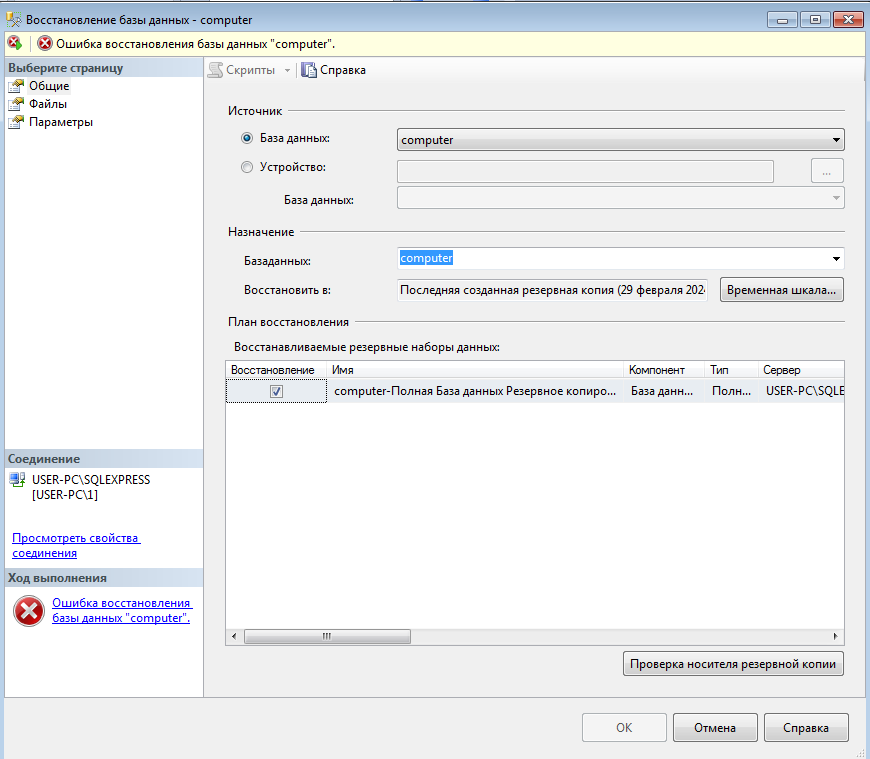 Восстановление базы данных - computer
Ошибка восстановления базы данных "computer".
Выберите страницу
Общие
Файлы
Параметры
Скрипты
Справка
Источник
База данных:
computer
Устройство:
...
База данных:
Назначение
Базаданных:
computer
Восстановить в:
Последняя созданная резервная копия (29 февраля 202
Временная шкала...
План восстановления
Восстанавливаемые резервные наборы данных:
Восстановление Имя Компонент Тип Сервер
computer-Полная База данных Резервное копиро... База данн... Полн... USER-PC\SQLE
Соединение
USER-PC\SQLEXPRESS
[USER-PC\1]
Просмотреть свойства
соединения
Ход выполнения
Ошибка восстановления
базы данных "computer".
Проверка носителя резервной копии
ОК
Отмена
Справка